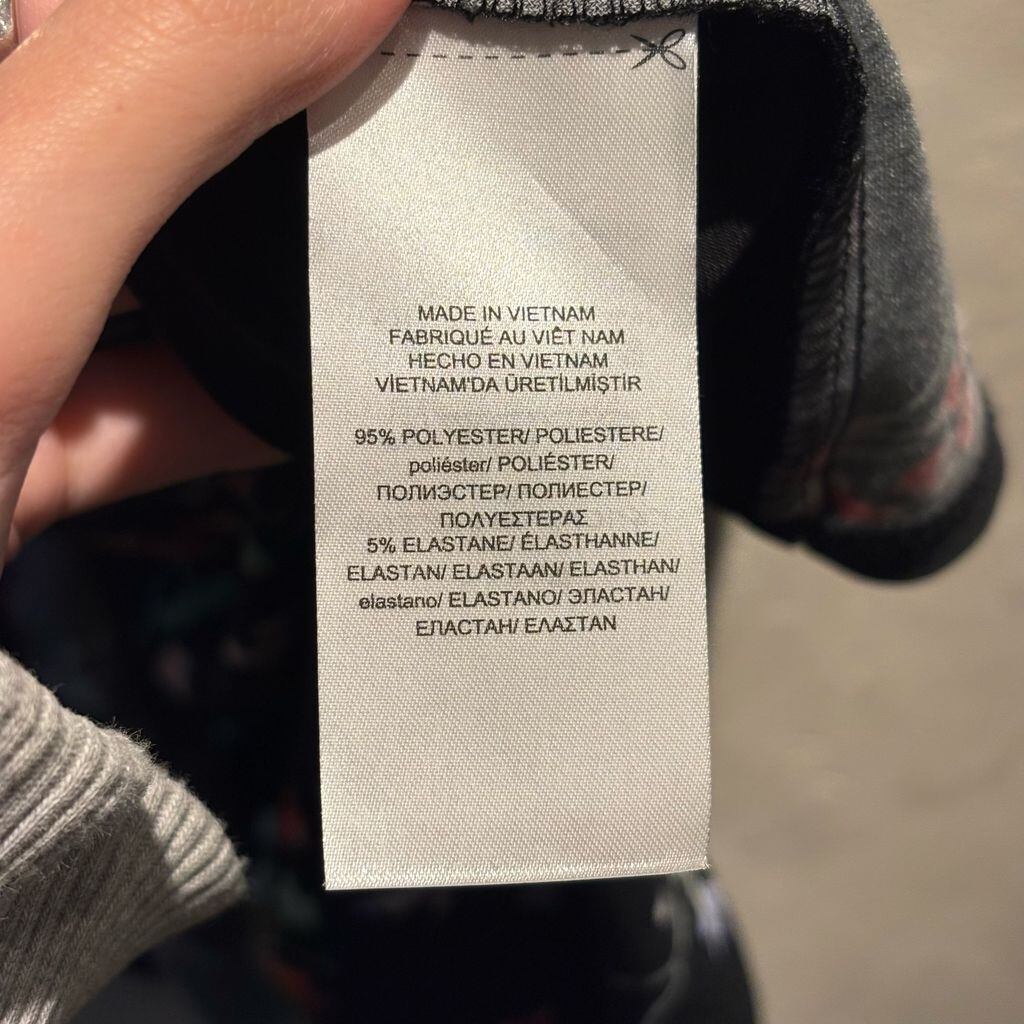 MADE IN VIETNAM
FABRIQUÉ AU VIÊT NAM
HECHO EN VIETNAM
VİETNAM'DA ÜRETİLMİŞTİR
95% POLYESTER/ POLIESTERE/
poliéster/ POLIÉSTER/
ПОЛИЭСТЕР/ ПОЛИЕСТЕР/
ΠΟΛΥΕΣΤΕΡΑΣ
5% ELASTANE/ ÉLASTHANNE/
ELASTAN/ ELASTAAN/ ELASTHAN/
elastano/ ELASTANO/ ЭЛАСТАН/
ЕЛАСТАН/ ΕΛΑΣΤΑΝ